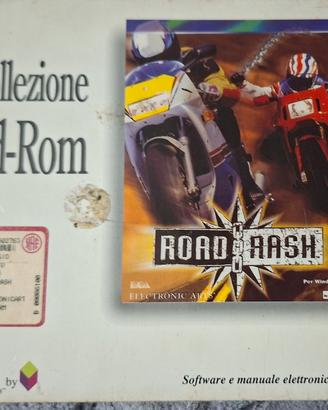 llezione
d-Rom
ROAD RASH
ELECTRONIC ARTS
Per Wind
by
Software e manuale elettronic